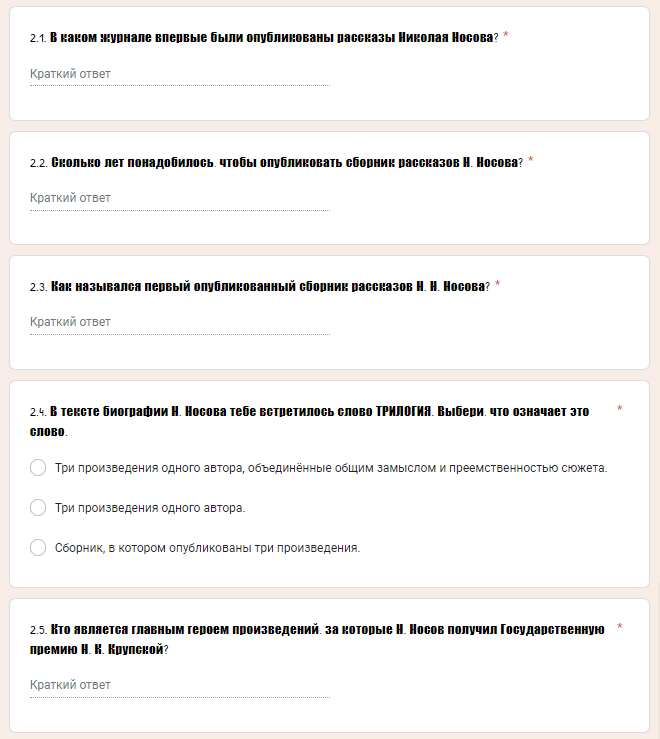 2.1. В каком журнале впервые были опубликованы рассказы Николая Носова? *
Краткий ответ
2.2. Сколько лет понадобилось, чтобы опубликовать сборник рассказов Н. Носова? *
Краткий ответ
2.3. Как назывался первый опубликованный сборник рассказов Н. Н. Носова? *
Краткий ответ
2.4. В тексте биографии Н. Носова тебе встретилось слово ТРИЛОГИЯ. Выбери, что означает это *
слово.
Три произведения одного автора, объединённые общим замыслом и преемственностью сюжета.
Три произведения одного автора.
Сборник, в котором опубликованы три произведения.
2.5. Кто является главным героем произведений, за которые Н. Носов получил Государственную *
премию Н. К. Крупской?
Краткий ответ